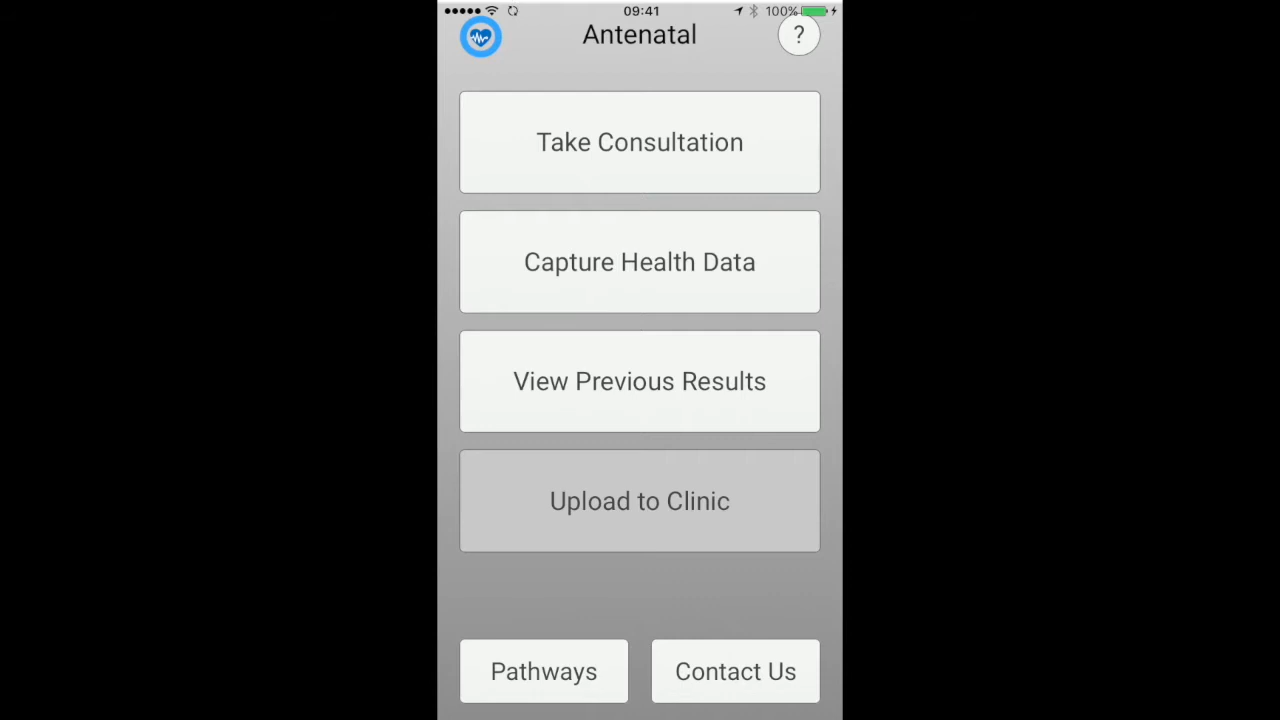 09:41
100%
Antenatal
?
Take Consultation
Capture Health Data
View Previous Results
Upload to Clinic
Pathways
Contact Us